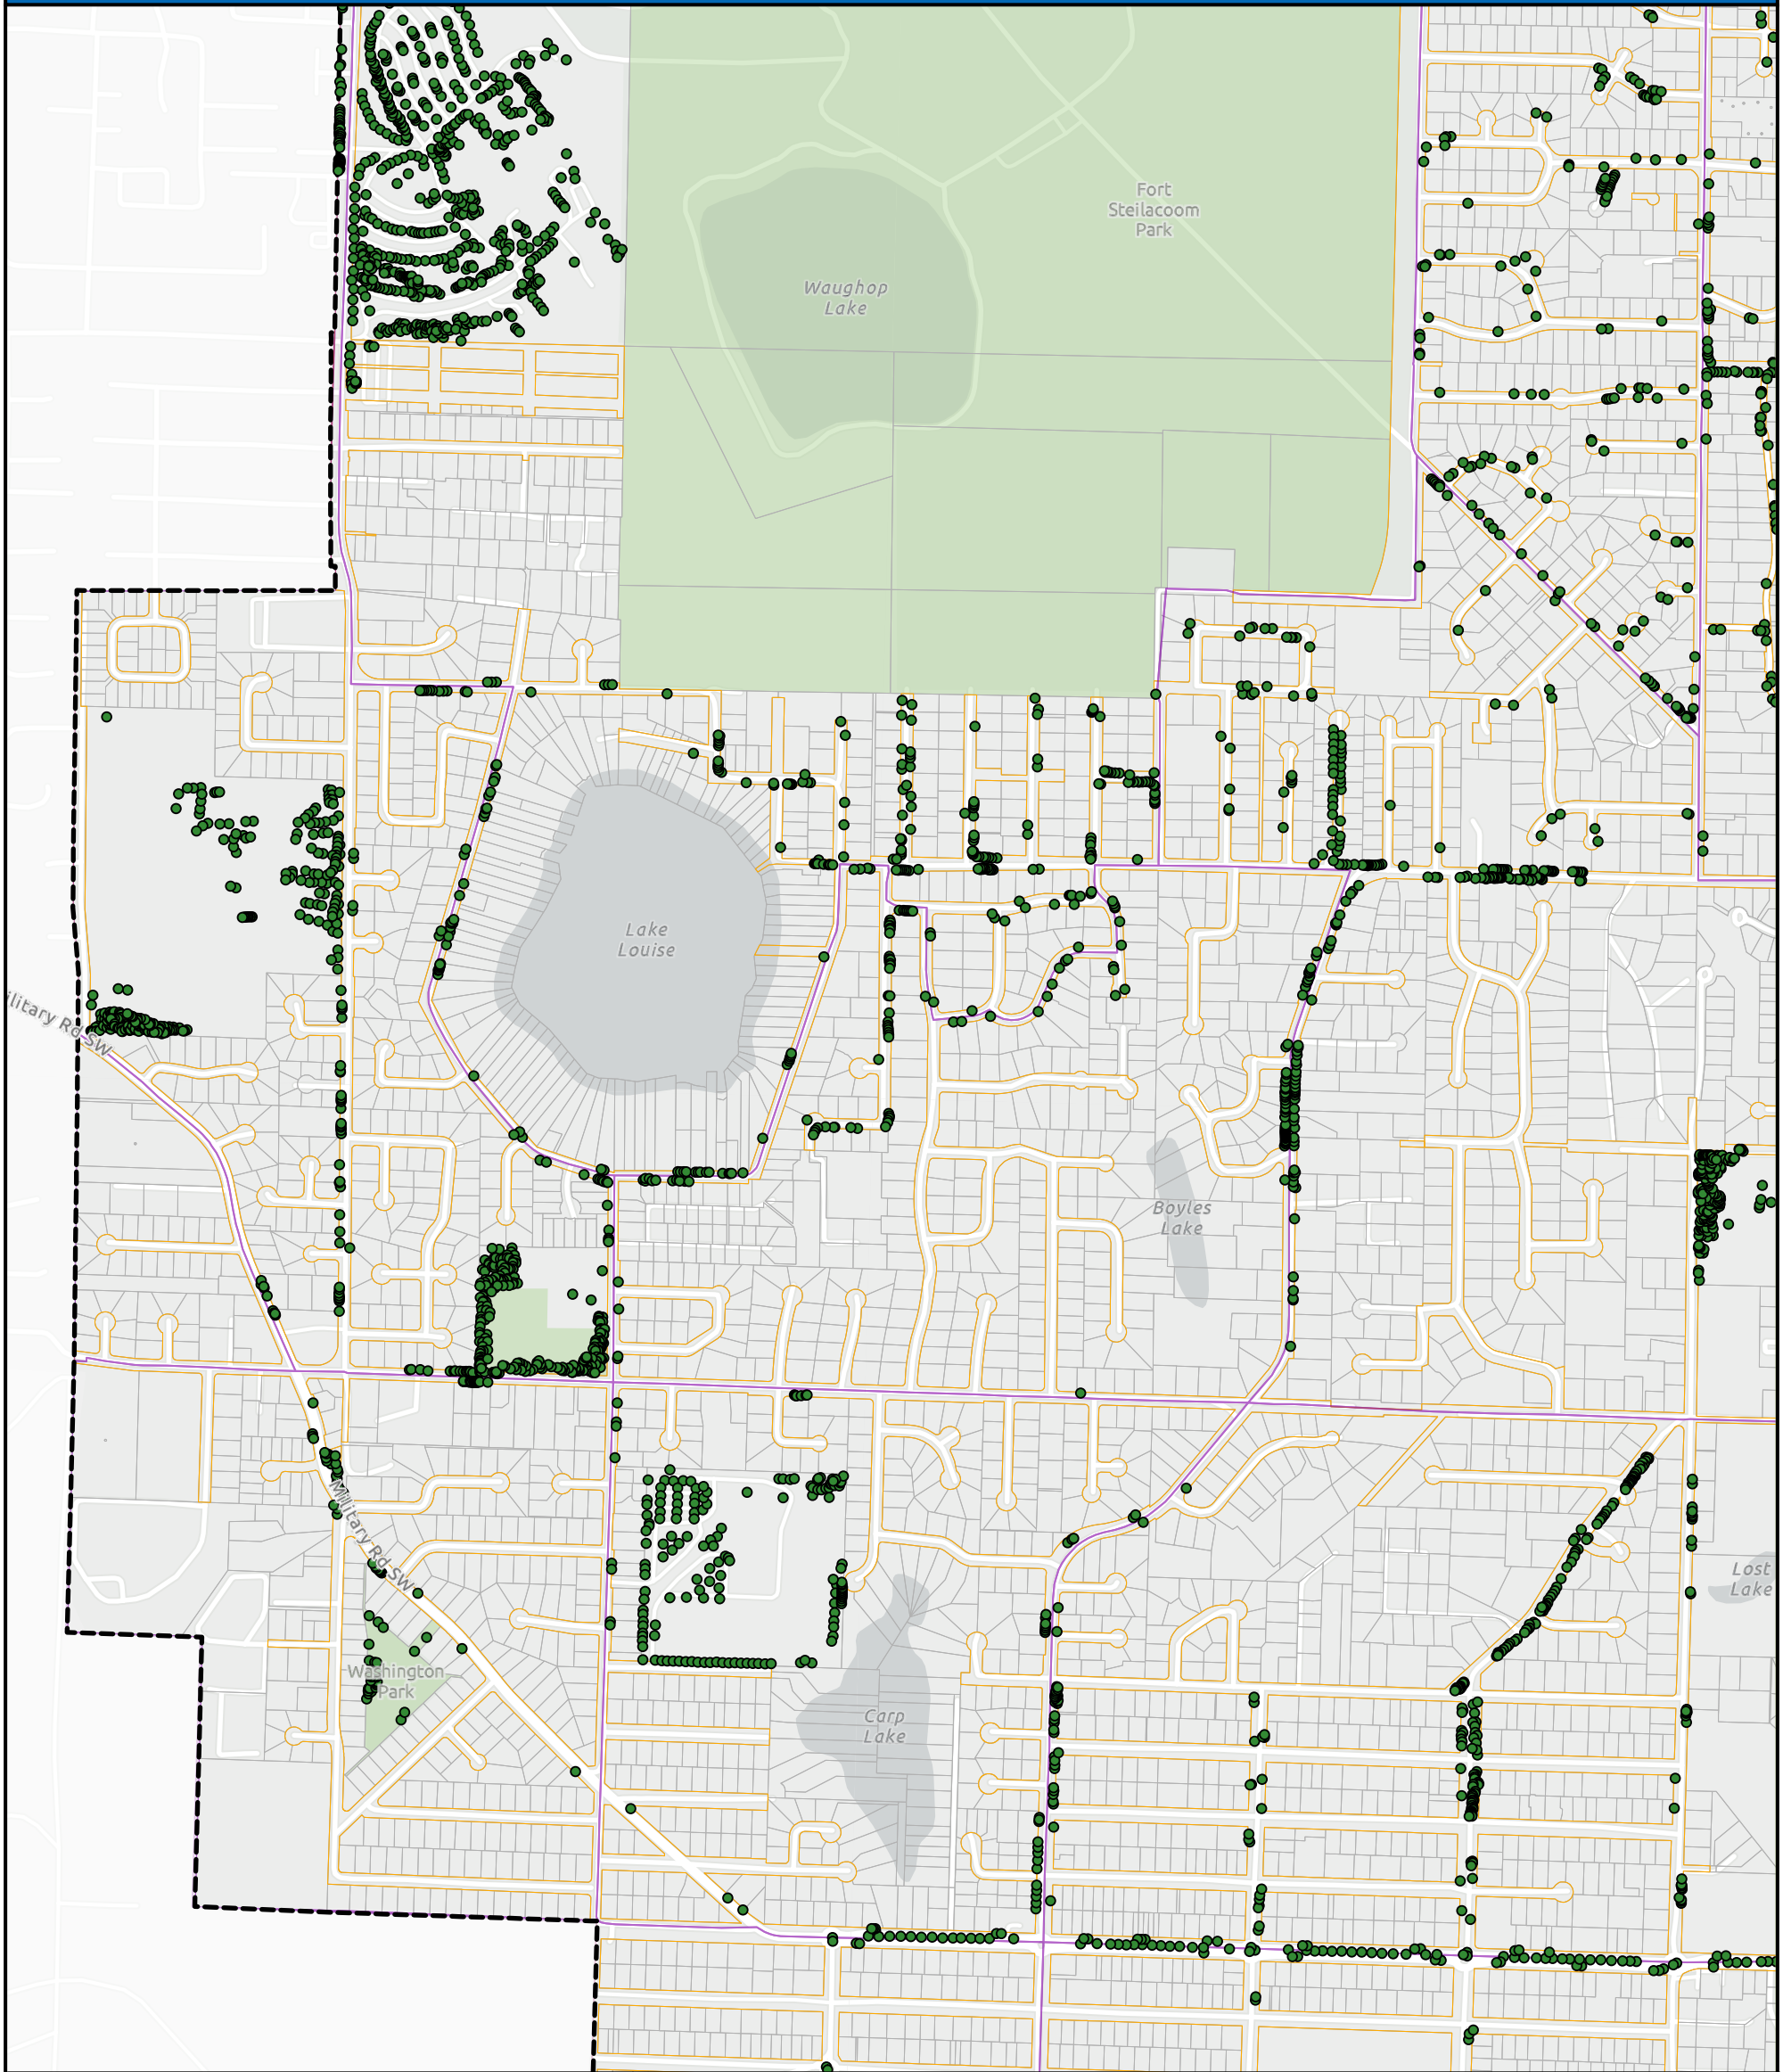 Fort
Steilacoom
Park
Waughop
Lake
Lake
Louise
ilitary Rd SW
Boyles
Lake
Military Rd SW
Lost
Lake
Washington
Park
Carp
Lake